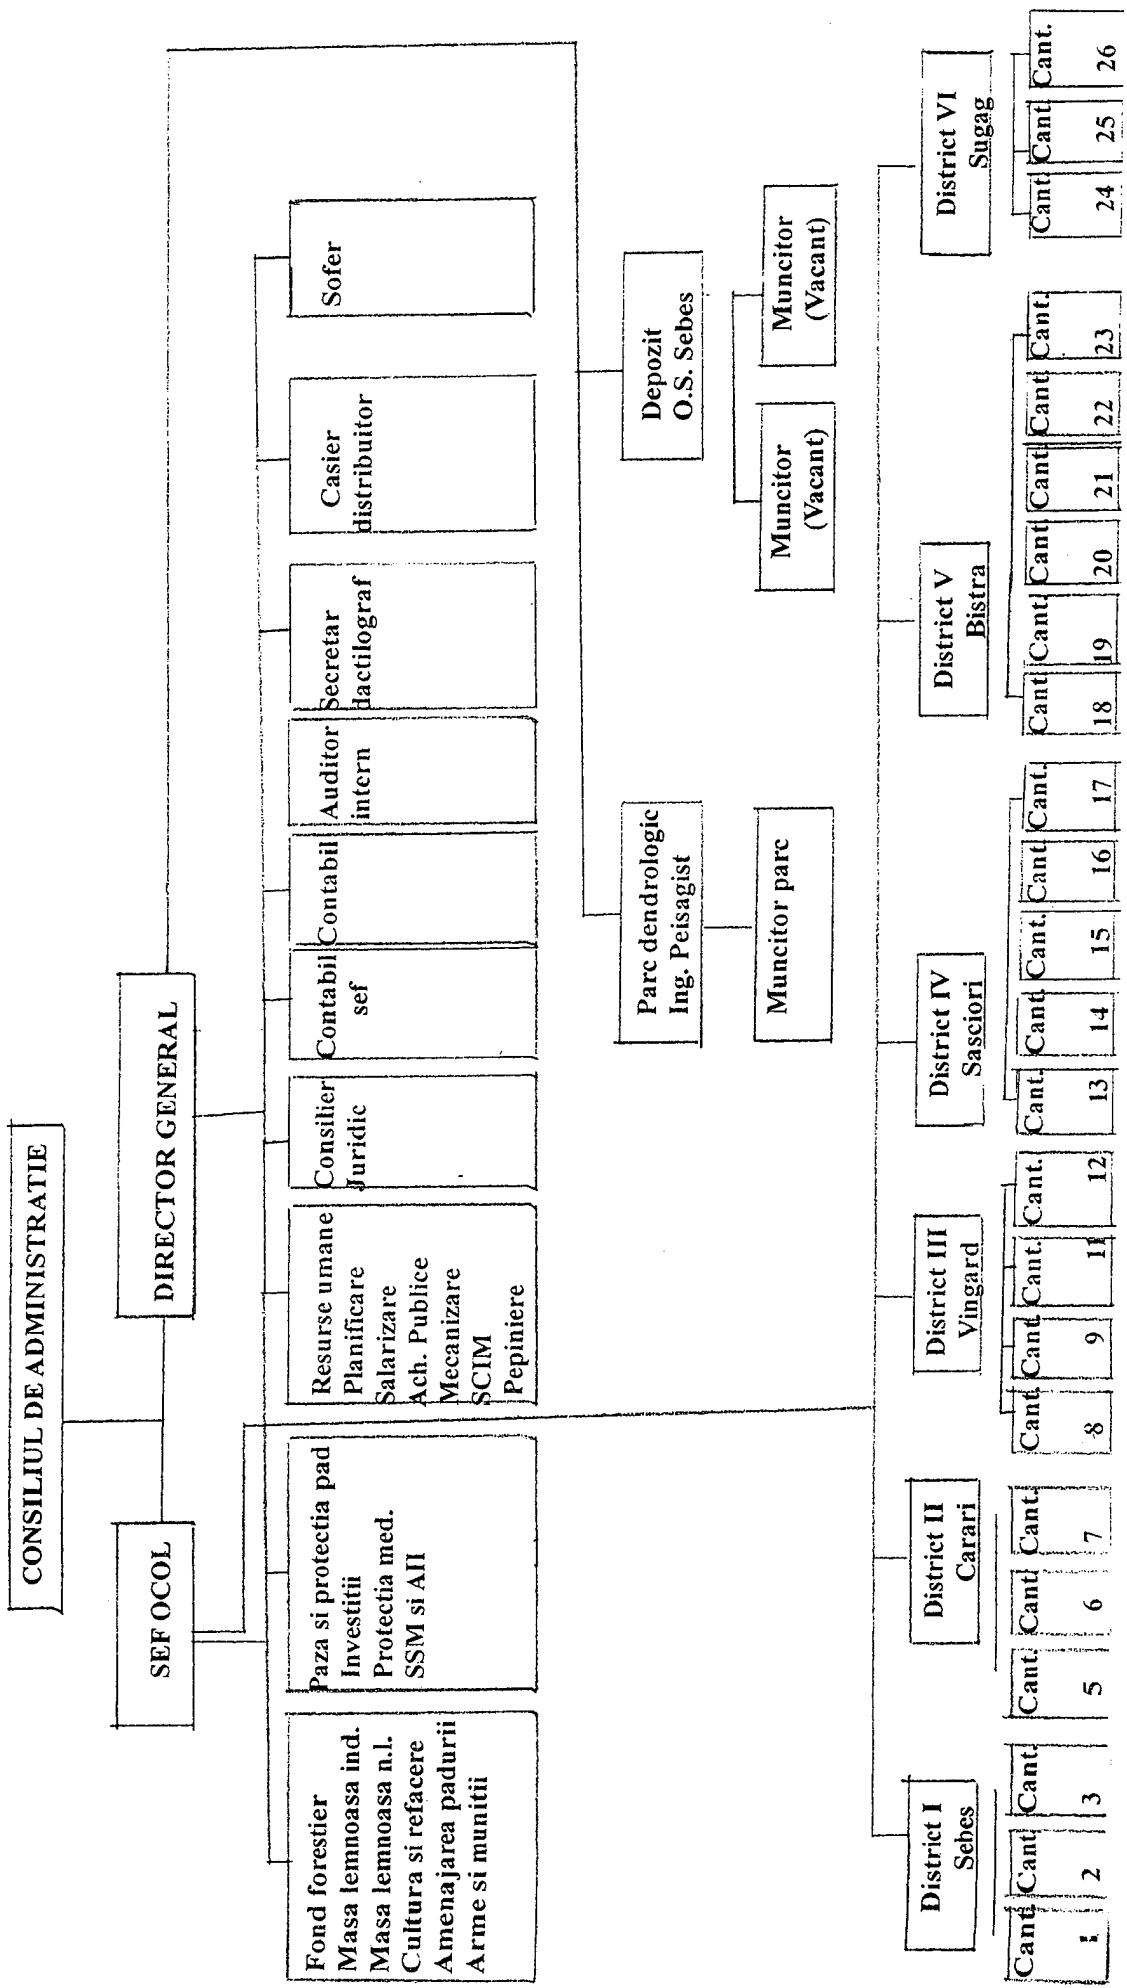 CONSILIUL DE ADMINISTRATIE
SEF OCOL
DIRECTOR GENERAL
Fond forestier
Masa lemnoasa ind.
Masa lemnoasa n.l.
Cultura si refacere
Amenajarea padurii
Arme si munitii
Paza si protectia pad
Investitii
Protectia med.
SSM si AII
Resurse umane
Planificare
Salarizare
Ach. Publice
Mecanizare
SCIM
Pepiniere
Consilier
Juridic
Contabil
sef
Contabil
Auditor
intern
Secretar
dactilograf
Casier
distribuitor
Sofer
Parc dendrologic
Ing. Peisagist
Muncitor parc
Depozit
O.S. Sebes
Muncitor
(Vacant)
Muncitor
(Vacant)
District I
Sebes
Cant.
Cant
2
Cant.
3
District II
Carari
Cant.
5
Cant
6
Cant.
7
District III
Vingard
Cant.
8
Cant
9
Cant.
11
Cant.
12
District IV
Sasciori
Cant.
13
Cant
14
Cant.
15
Cant
16
Cant.
17
District V
Bistra
Cant
18
Cant.
19
Cant
20
Cant.
21
Cant
22
Cant.
23
District VI
Sugag
Cant.
24
Cant
25
Cant.
26